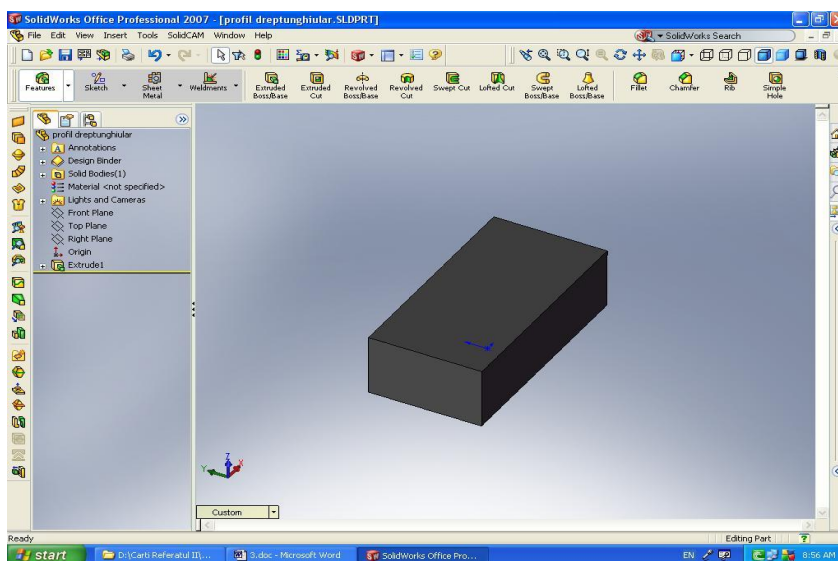 SolidWorks Office Professional 2007 - [profil dreptunghiular.SLDPRT]
File Edit View Insert Tools SolidCAM Window Help
SolidWorks Search
Features
Sketch
Sheet Metal
Weldments
Extruded Boss/Base
Extruded Cut
Revolved Boss/Base
Revolved Cut
Swept Cut
Lofted Cut
Swept Boss/Base
Lofted Boss/Base
Fillet
Chamfer
Rib
Simple Hole
profil dreptunghiular
Annotations
Design Binder
Solid Bodies(1)
Material <not specified>
Lights and Cameras
Front Plane
Top Plane
Right Plane
Origin
Extrude1
Z
Y
X
Custom
Ready
Editing Part
start
D:\Carti Referatul II\...
3.doc - Microsoft Word
SolidWorks Office Pro...
EN
8:56 AM